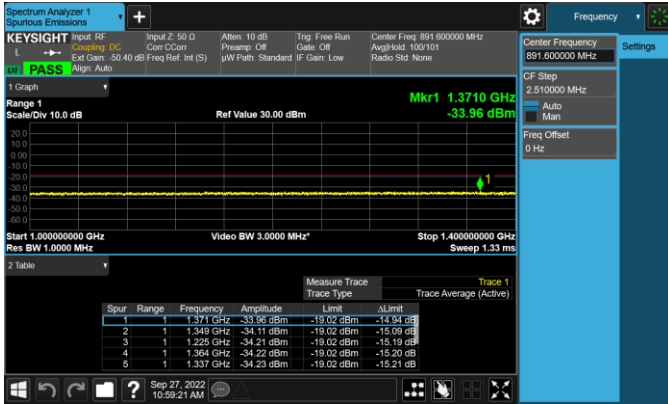 Spectrum Analyzer 1
Spurious Emissions
Frequency
KEYSIGHT
L
PASS
Input: RF
Coupling: DC
Ext Gain: -50.40 dB
Align: Auto
Input Z: 50 Ω
Corr CCorr
Freq Ref: Int (S)
Atten: 10 dB
Preamp: Off
µW Path: Standard
Trig: Free Run
Gate: Off
IF Gain: Low
Center Freq: 891.600000 MHz
Avg|Hold: 100/101
Radio Std: None
Center Frequency
891.600000 MHz
Settings
CF Step
2.510000 MHz
Auto
Man
Freq Offset
0 Hz
1 Graph
Range 1
Scale/Div 10.0 dB
Ref Value 30.00 dBm
Mkr1 1.3710 GHz
-33.96 dBm
20.0
10.0
0.00
-10.0
-20.0
-30.0
-40.0
-50.0
-60.0
1
Start 1.000000000 GHz
Res BW 1.0000 MHz
Video BW 3.0000 MHz*
Stop 1.400000000 GHz
Sweep 1.33 ms
2 Table
Measure Trace Trace 1
Trace Type Trace Average (Active)
Spur Range Frequency Amplitude Limit ΔLimit
1 1 1.371 GHz -33.96 dBm -19.02 dBm -14.94 dB
2 1 1.349 GHz -34.11 dBm -19.02 dBm -15.09 dB
3 1 1.225 GHz -34.21 dBm -19.02 dBm -15.19 dB
4 1 1.364 GHz -34.22 dBm -19.02 dBm -15.20 dB
5 1 1.337 GHz -34.23 dBm -19.02 dBm -15.21 dB
Sep 27, 2022
10:59:21 AM